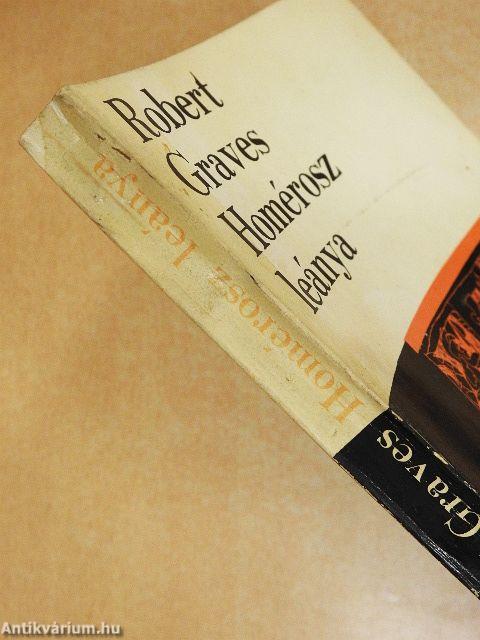 Robert
Graves
Homérosz
leánya
Homérosz leánya
Graves
Antikvárium.hu